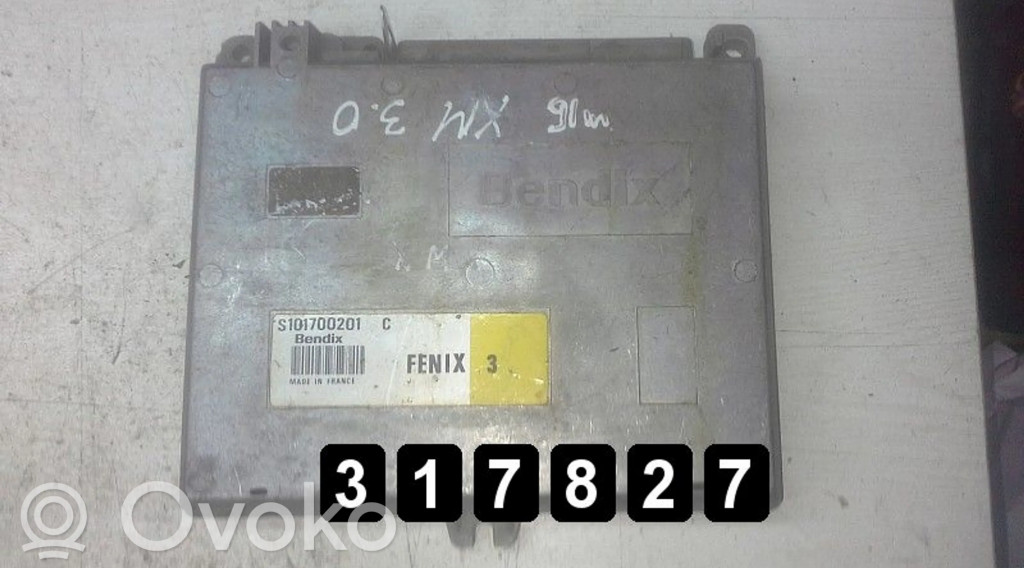 XM 3.0
Bendix
S101700201 C
Bendix
FENIX 3
MADE IN FRANCE
317827
Ovoko